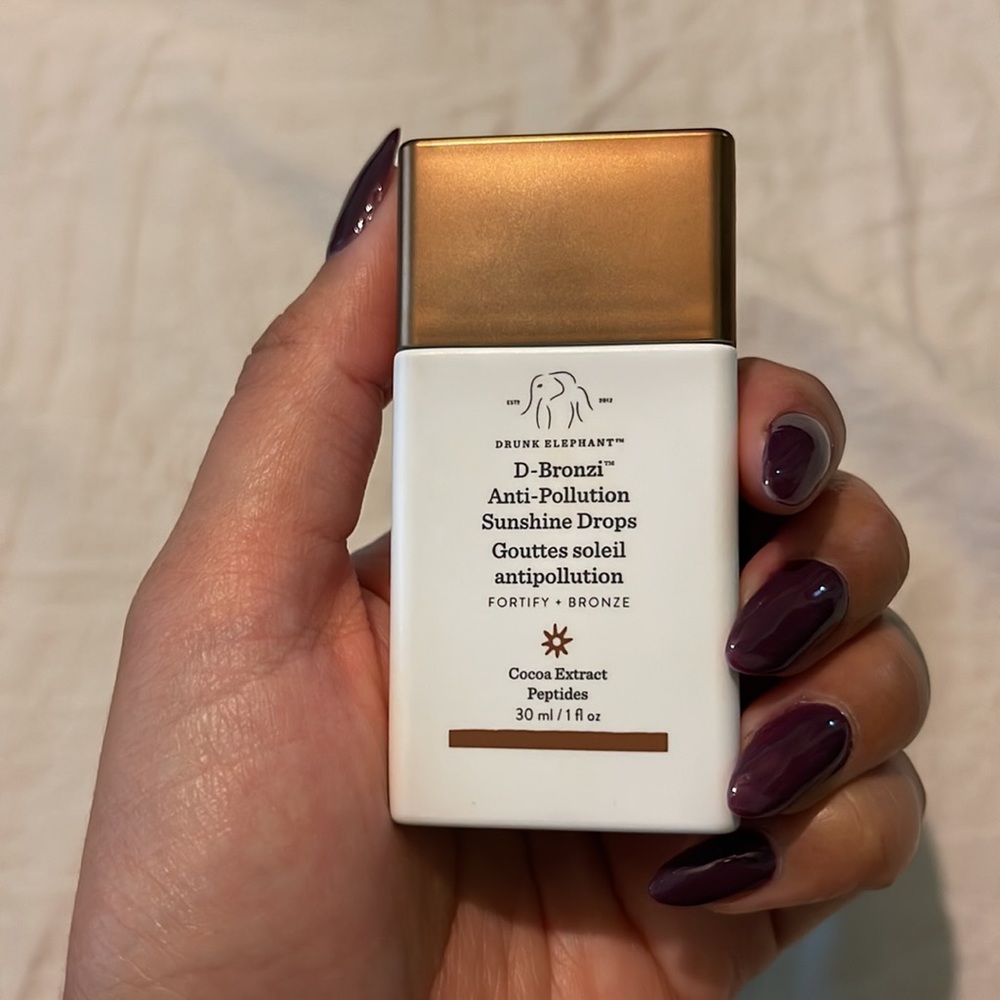 ESTD 2012
DRUNK ELEPHANT™
D-Bronzi™
Anti-Pollution
Sunshine Drops
Gouttes soleil
antipollution
FORTIFY + BRONZE
Cocoa Extract
Peptides
30 ml / 1 fl oz